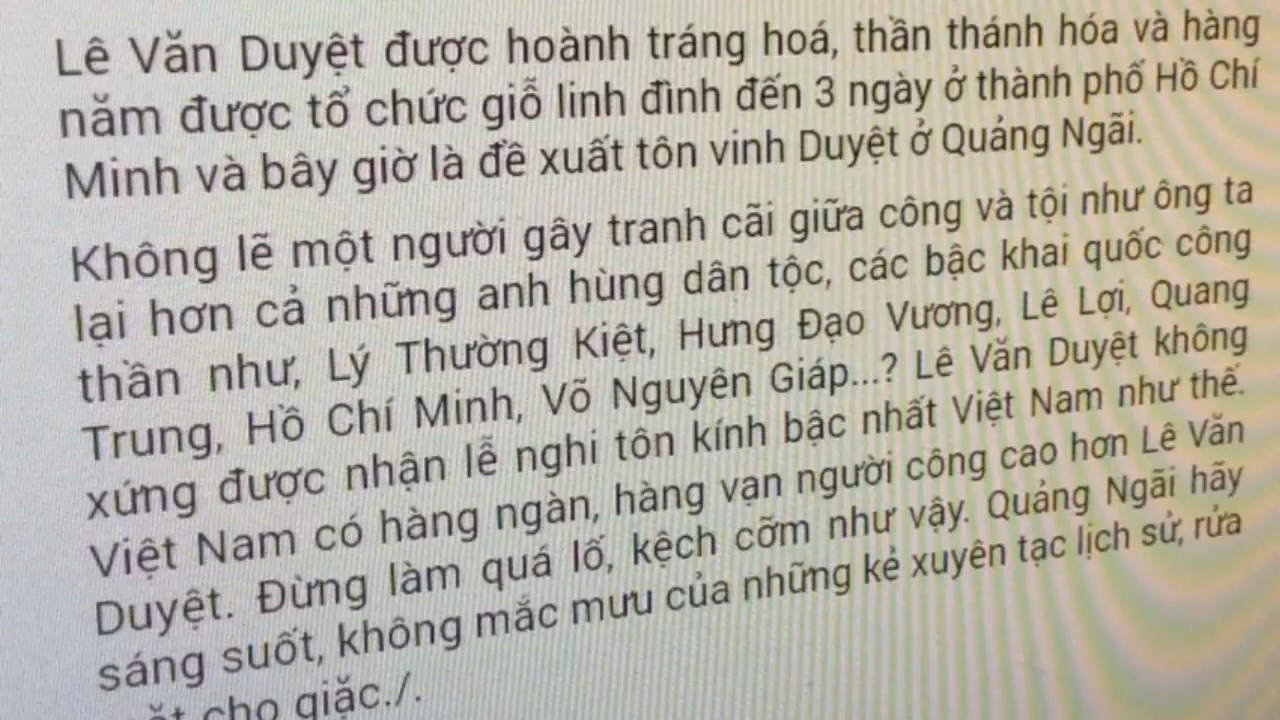 Lê Văn Duyệt được hoành tráng hoá, thần thánh hóa và hàng
năm được tổ chức giỗ linh đình đến 3 ngày ở thành phố Hồ Chí
Minh và bây giờ là đề xuất tôn vinh Duyệt ở Quảng Ngãi.
Không lẽ một người gây tranh cãi giữa công và tội như ông ta
lại hơn cả những anh hùng dân tộc, các bậc khai quốc công
thần như, Lý Thường Kiệt, Hưng Đạo Vương, Lê Lợi, Quang
Trung, Hồ Chí Minh, Võ Nguyên Giáp...? Lê Văn Duyệt không
xứng được nhận lễ nghi tôn kính bậc nhất Việt Nam như thế.
Việt Nam có hàng ngàn, hàng vạn người công cao hơn Lê Văn
Duyệt. Đừng làm quá lố, kệch cỡm như vậy. Quảng Ngãi hãy
sáng suốt, không mắc mưu của những kẻ xuyên tạc lịch sử, rửa
cho giặc./.